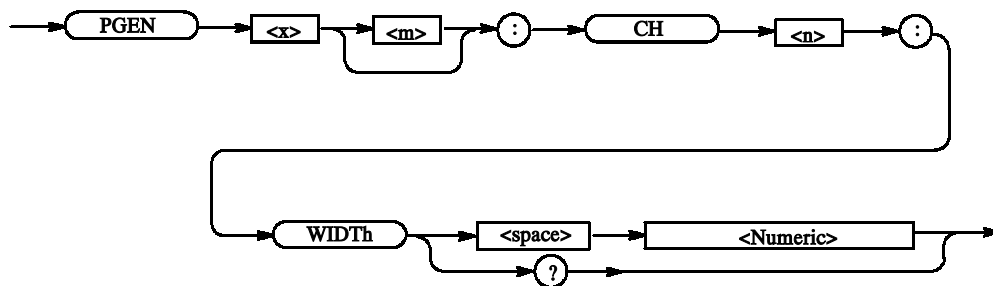 PGEN <x> <m> : CH <n> :
WIDTh <space> <Numeric>
?